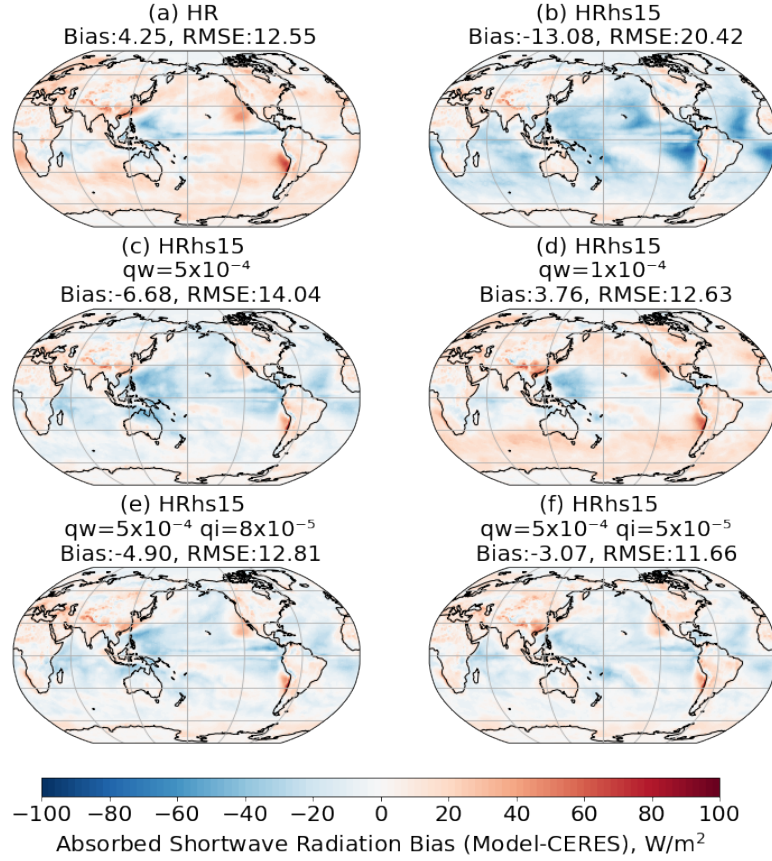 (a) HR
Bias:4.25, RMSE:12.55
(b) HRhs15
Bias:-13.08, RMSE:20.42
(c) HRhs15
qw=5x10⁻⁴
Bias:-6.68, RMSE:14.04
(d) HRhs15
qw=1x10⁻⁴
Bias:3.76, RMSE:12.63
(e) HRhs15
qw=5x10⁻⁴ qi=8x10⁻⁵
Bias:-4.90, RMSE:12.81
(f) HRhs15
qw=5x10⁻⁴ qi=5x10⁻⁵
Bias:-3.07, RMSE:11.66
−100 −80 −60 −40 −20 0 20 40 60 80 100
Absorbed Shortwave Radiation Bias (Model-CERES), W/m²